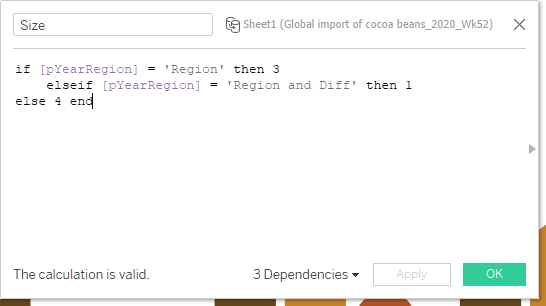 Size
Sheet1 (Global import of cocoa beans_2020_Wk52)
if [pYearRegion] = 'Region' then 3
elseif [pYearRegion] = 'Region and Diff' then 1
else 4 end
The calculation is valid.
3 Dependencies
Apply
OK